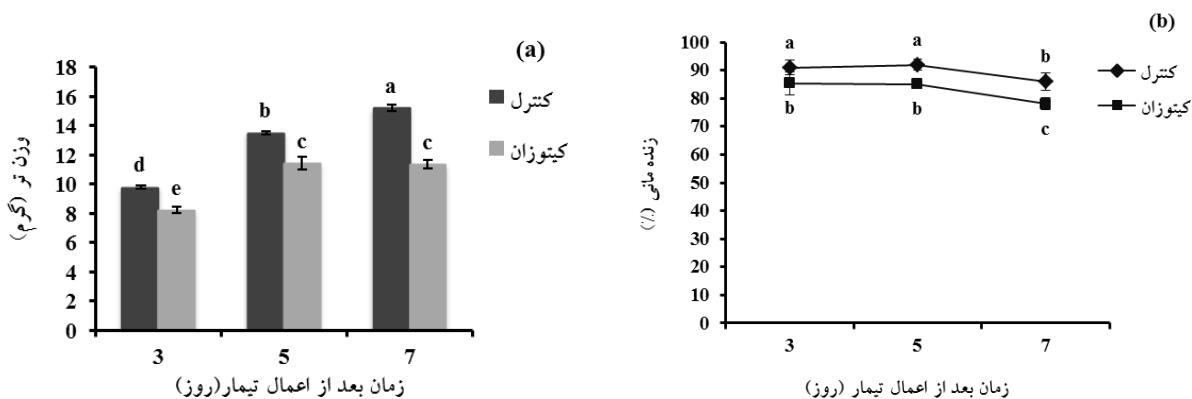 (a)
18
16
14
12
10
8
6
4
2
0
وزن تر (گرم)
d
e
b
c
a
c
کنترل
کیتوزان
3 5 7
زمان بعد از اعمال تیمار(روز)
(b)
100
90
80
70
60
50
40
30
20
10
0
زنده مانی (٪)
a a b
b b c
کنترل
کیتوزان
3 5 7
زمان بعد از اعمال تیمار (روز)